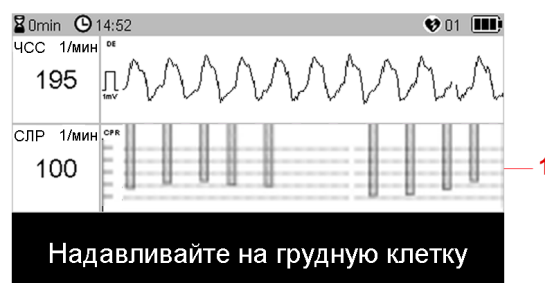 0min 14:52 01
ЧСС 1/мин
DE
195
1mV
СЛР 1/мин
CPR
100
1
Надавливайте на грудную клетку